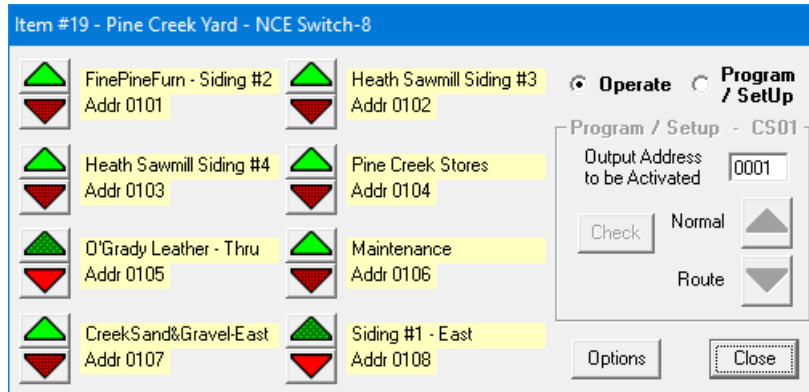 Item #19 - Pine Creek Yard - NCE Switch-8
FinePineFurn - Siding #2
Addr 0101
Heath Sawmill Siding #3
Addr 0102
Heath Sawmill Siding #4
Addr 0103
Pine Creek Stores
Addr 0104
O'Grady Leather - Thru
Addr 0105
Maintenance
Addr 0106
CreekSand&Gravel-East
Addr 0107
Siding #1 - East
Addr 0108
Operate
Program
/ SetUp
Program / Setup - CS01
Output Address
to be Activated
0001
Check
Normal
Route
Options
Close